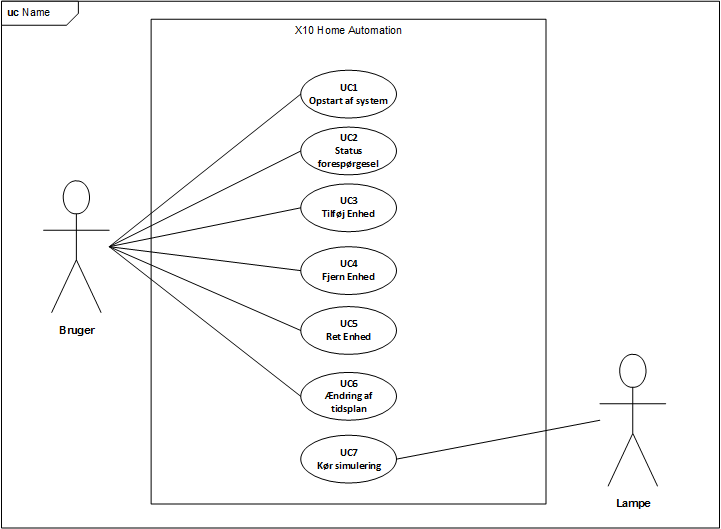 uc Name
X10 Home Automation
UC1
Opstart af system
UC2
Status
forespørgesel
UC3
Tilføj Enhed
UC4
Fjern Enhed
UC5
Ret Enhed
UC6
Ændring af
tidsplan
UC7
Kør simulering
Bruger
Lampe